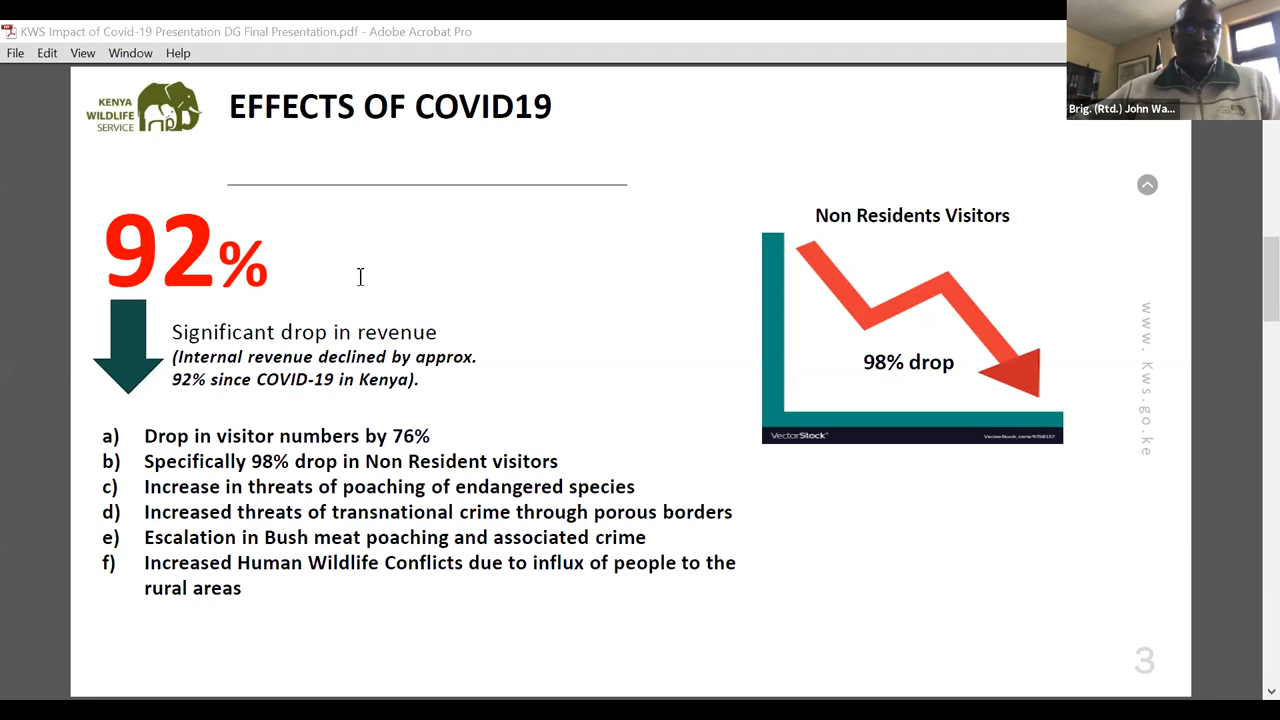 KWS Impact of Covid-19 Presentation DG Final Presentation.pdf - Adobe Acrobat Pro
File Edit View Window Help
Brig. (Rtd.) John Wa...
KENYA
WILDLIFE
SERVICE
EFFECTS OF COVID19
92%
Significant drop in revenue
(Internal revenue declined by approx.
92% since COVID-19 in Kenya).
Non Residents Visitors
98% drop
VectorStock
a) Drop in visitor numbers by 76%
b) Specifically 98% drop in Non Resident visitors
c) Increase in threats of poaching of endangered species
d) Increased threats of transnational crime through porous borders
e) Escalation in Bush meat poaching and associated crime
f) Increased Human Wildlife Conflicts due to influx of people to the
rural areas
www. Kws.go.ke
3